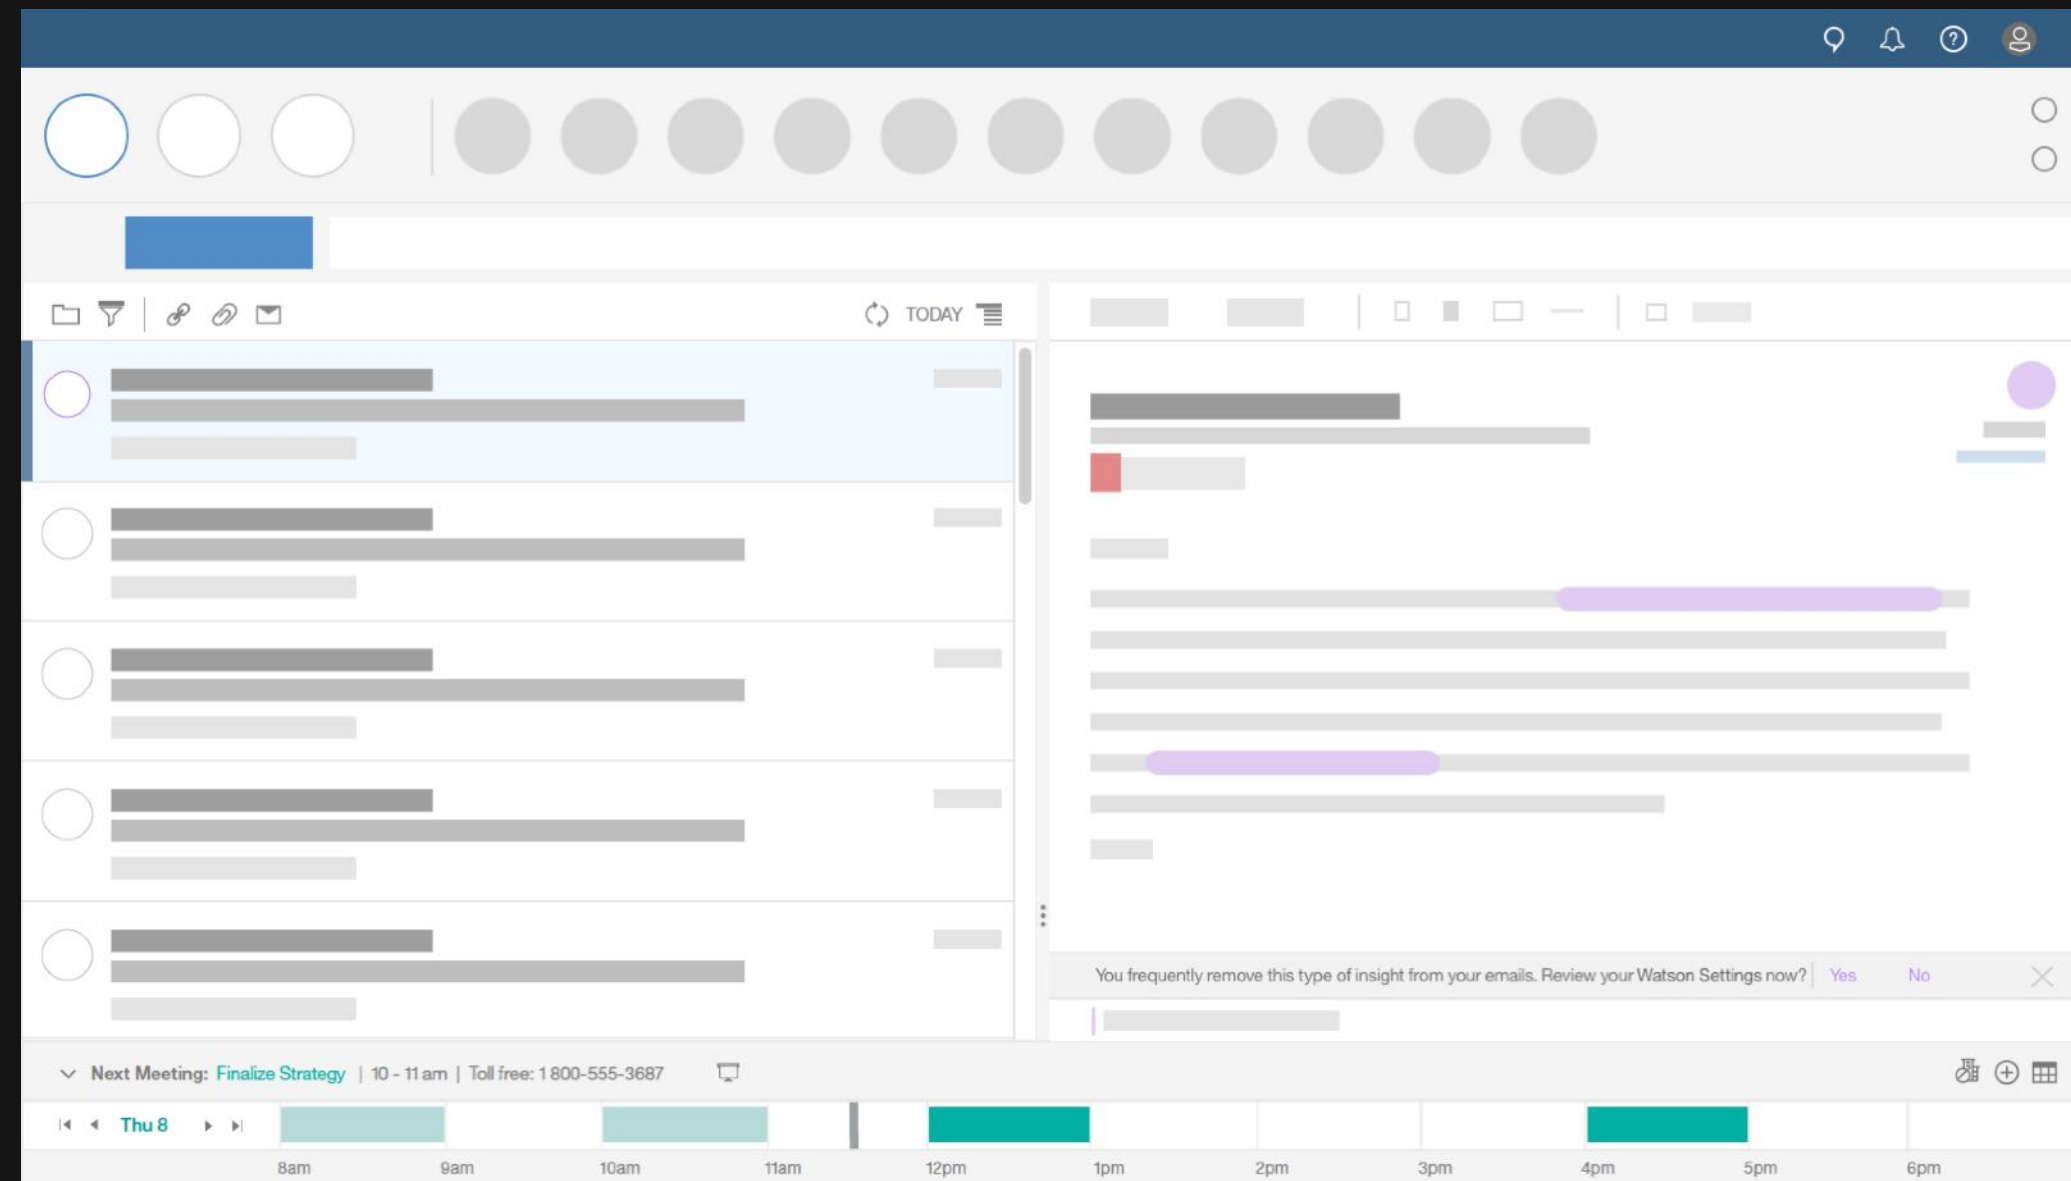 TODAY
You frequently remove this type of insight from your emails. Review your Watson Settings now? Yes No
Next Meeting: Finalize Strategy | 10 - 11 am | Toll free: 1 800-555-3687
Thu 8
8am 9am 10am 11am 12pm 1pm 2pm 3pm 4pm 5pm 6pm